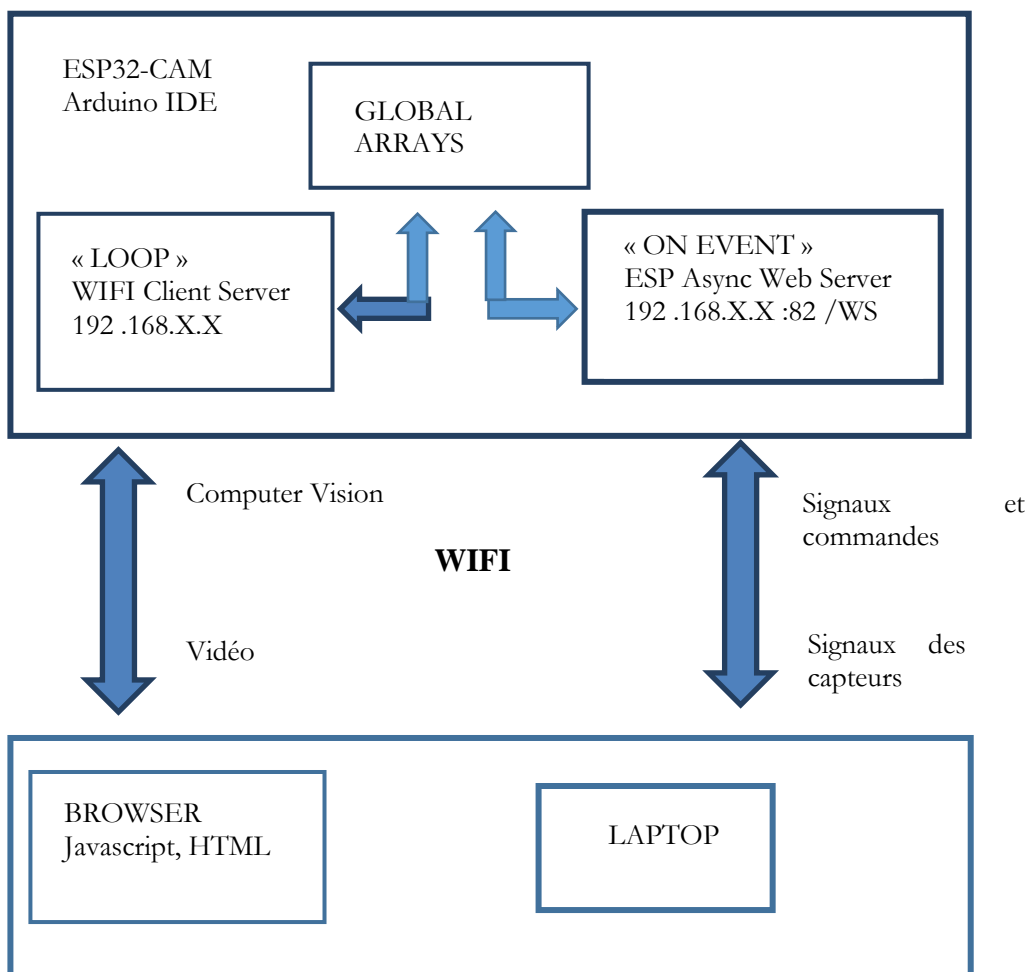 ESP32-CAM
Arduino IDE
GLOBAL
ARRAYS
« LOOP »
WIFI Client Server
192 .168.X.X
« ON EVENT »
ESP Async Web Server
192 .168.X.X :82 /WS
Computer Vision
Signaux et
commandes
WIFI
Vidéo
Signaux des
capteurs
BROWSER
Javascript, HTML
LAPTOP